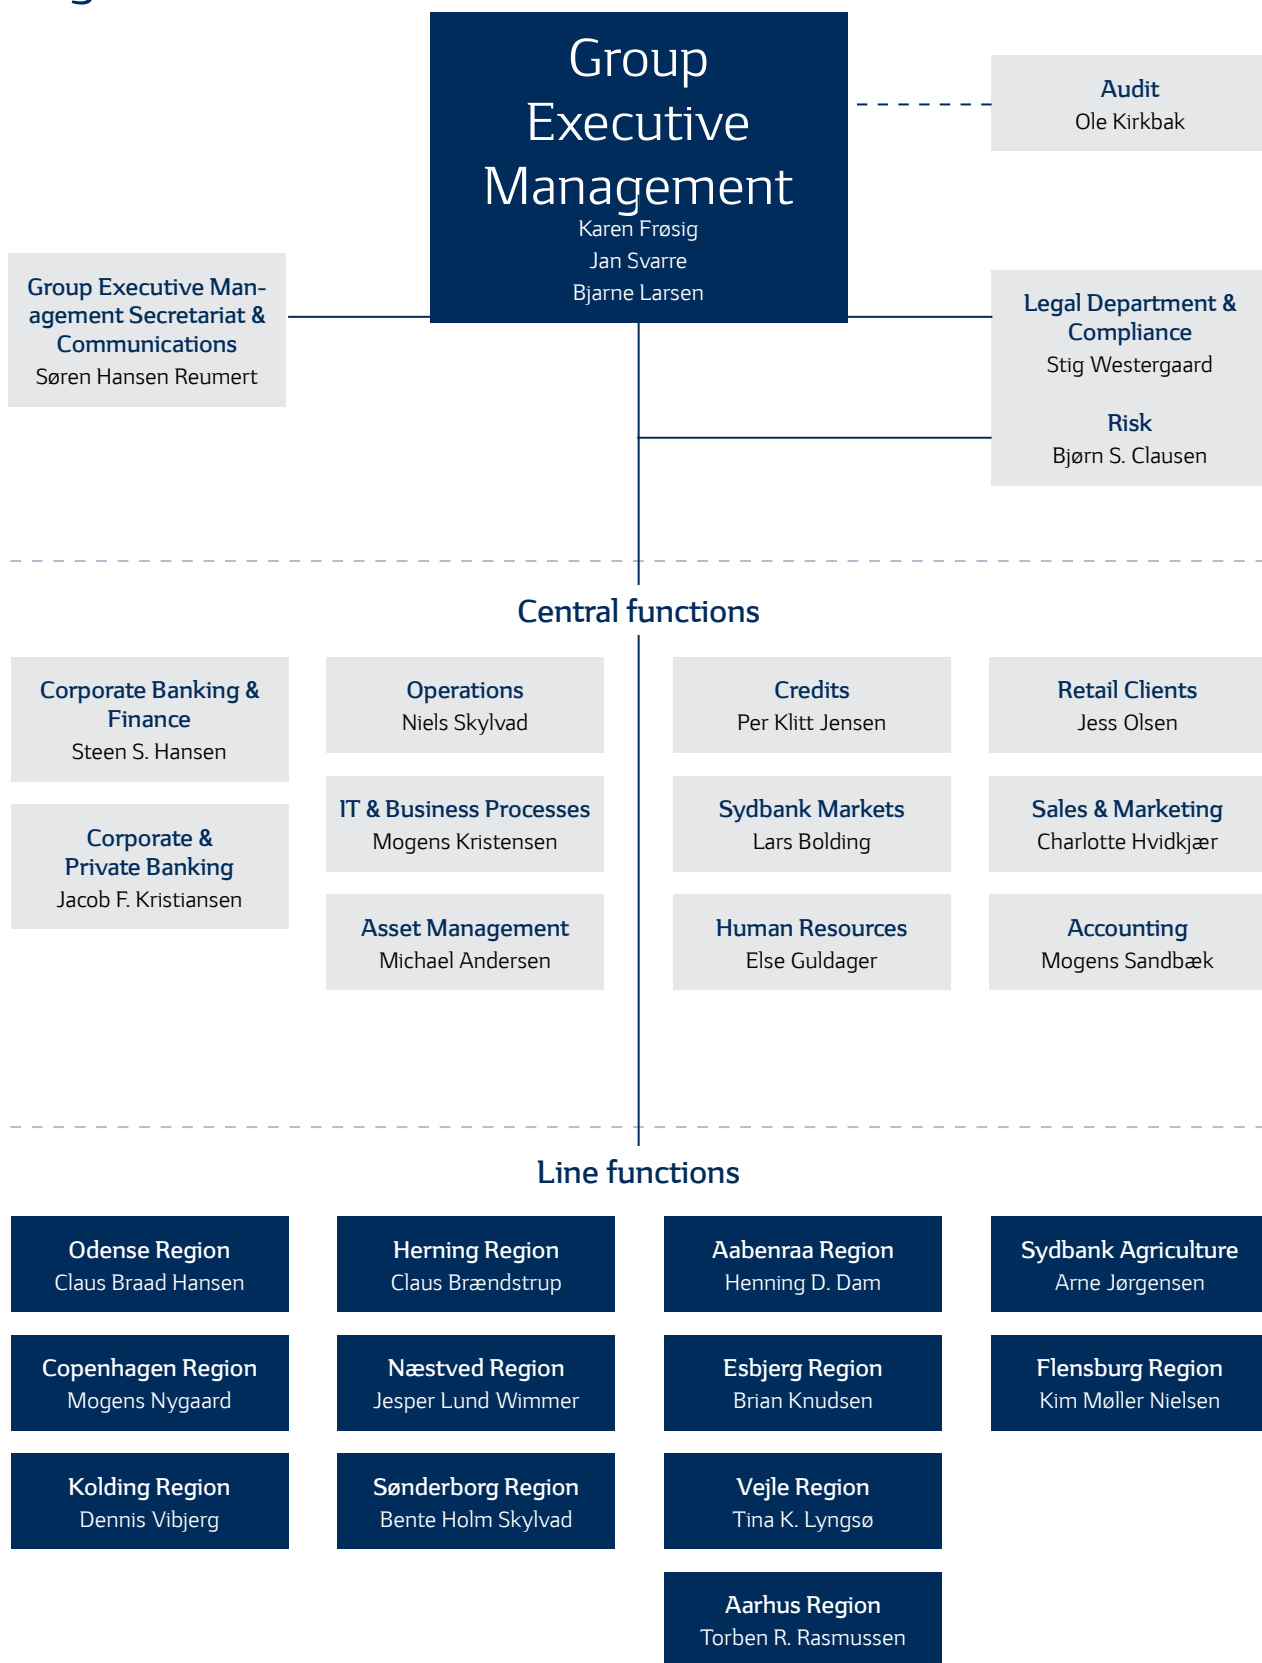 Group
Executive
Management
Karen Frøsig
Jan Svarre
Bjarne Larsen
Audit
Ole Kirkbak
Group Executive Man-
agement Secretariat &
Communications
Søren Hansen Reumert
Legal Department &
Compliance
Stig Westergaard
Risk
Bjørn S. Clausen
Central functions
Corporate Banking &
Finance
Steen S. Hansen
Corporate &
Private Banking
Jacob F. Kristiansen
Operations
Niels Skylvad
IT & Business Processes
Mogens Kristensen
Asset Management
Michael Andersen
Credits
Per Klitt Jensen
Sydbank Markets
Lars Bolding
Human Resources
Else Guldager
Retail Clients
Jess Olsen
Sales & Marketing
Charlotte Hvidkjær
Accounting
Mogens Sandbæk
Line functions
Odense Region
Claus Braad Hansen
Copenhagen Region
Mogens Nygaard
Kolding Region
Dennis Vibjerg
Herning Region
Claus Brændstrup
Næstved Region
Jesper Lund Wimmer
Sønderborg Region
Bente Holm Skylvad
Aabenraa Region
Henning D. Dam
Esbjerg Region
Brian Knudsen
Vejle Region
Tina K. Lyngsø
Aarhus Region
Torben R. Rasmussen
Sydbank Agriculture
Arne Jørgensen
Flensburg Region
Kim Møller Nielsen